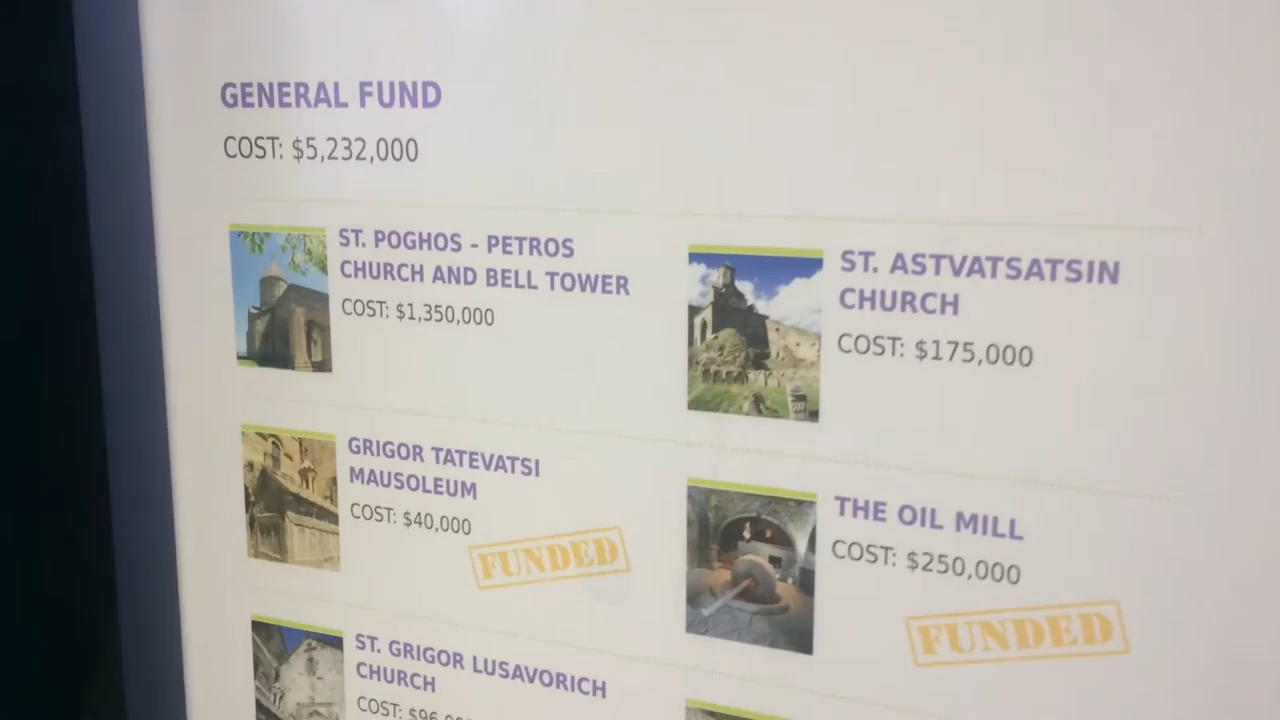 GENERAL FUND
COST: $5,232,000
ST. POGHOS - PETROS
CHURCH AND BELL TOWER
COST: $1,350,000
ST. ASTVATSATSIN
CHURCH
COST: $175,000
GRIGOR TATEVATSI
MAUSOLEUM
COST: $40,000
FUNDED
THE OIL MILL
COST: $250,000
FUNDED
ST. GRIGOR LUSAVORICH
CHURCH
COST: